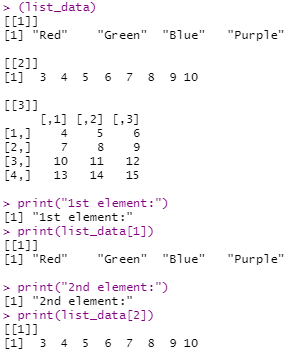 > (list_data)
[[1]]
[1] "Red"    "Green"  "Blue"   "Purple"
[[2]]
[1]  3  4  5  6  7  8  9 10
[[3]]
     [,1] [,2] [,3]
[1,]    4    5    6
[2,]    7    8    9
[3,]   10   11   12
[4,]   13   14   15
> print("1st element:")
[1] "1st element:"
> print(list_data[1])
[[1]]
[1] "Red"    "Green"  "Blue"   "Purple"
> print("2nd element:")
[1] "2nd element:"
> print(list_data[2])
[[1]]
[1]  3  4  5  6  7  8  9 10